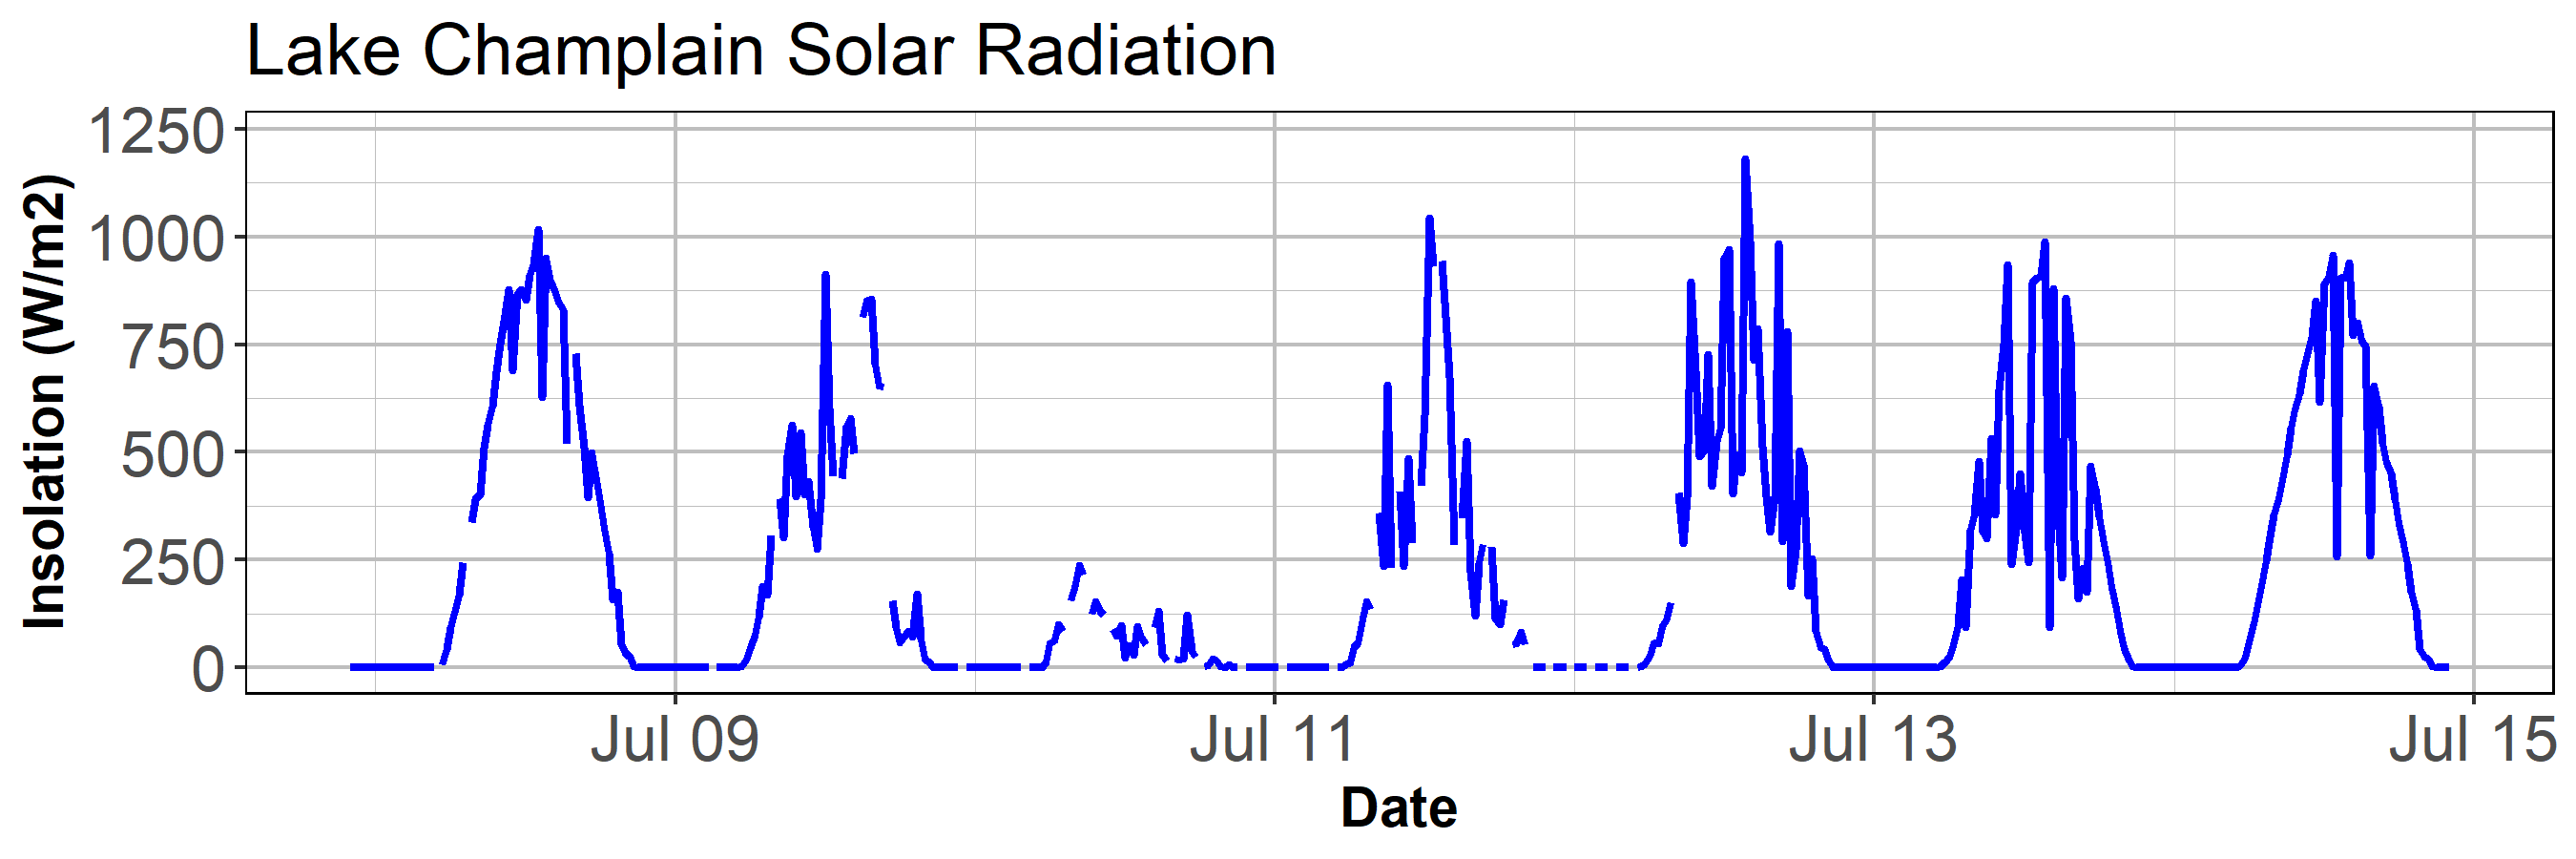 Lake Champlain Solar Radiation
Insolation (W/m2)
1250
1000
750
500
250
0
Jul 09
Jul 11
Jul 13
Jul 15
Date